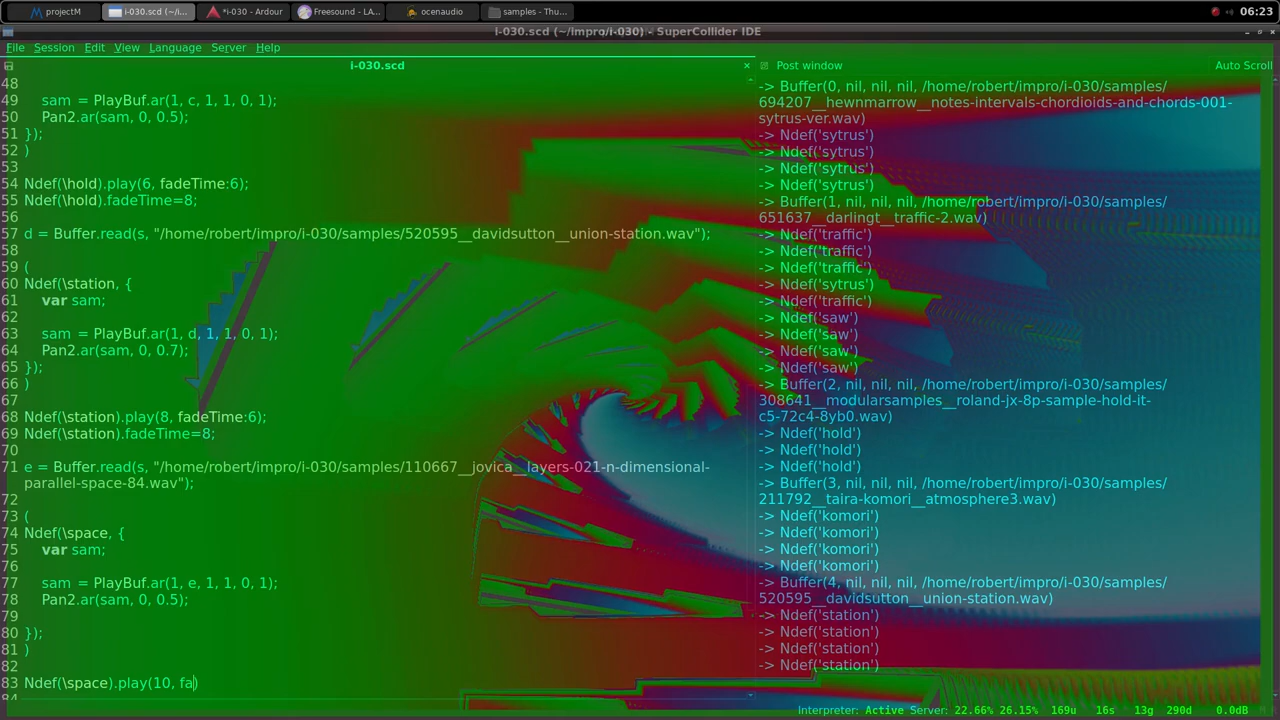 projectM
i-030.scd (~/i...
*i-030 - Ardour
Freesound - LA...
ocenaudio
samples - Thu...
06:23
i-030.scd (~/impro/i-030) - SuperCollider IDE
File Session Edit View Language Server Help
i-030.scd
48
49 sam = PlayBuf.ar(1, c, 1, 1, 0, 1);
50 Pan2.ar(sam, 0, 0.5);
51 });
52 )
53
54 Ndef(\hold).play(6, fadeTime:6);
55 Ndef(\hold).fadeTime=8;
56
57 d = Buffer.read(s, "/home/robert/impro/i-030/samples/520595__davidsutton__union-station.wav");
58
59 (
60 Ndef(\station, {
61 var sam;
62
63 sam = PlayBuf.ar(1, d, 1, 1, 0, 1);
64 Pan2.ar(sam, 0, 0.7);
65 });
66 )
67
68 Ndef(\station).play(8, fadeTime:6);
69 Ndef(\station).fadeTime=8;
70
71 e = Buffer.read(s, "/home/robert/impro/i-030/samples/110667__jovica__layers-021-n-dimensional-
parallel-space-84.wav");
72
73 (
74 Ndef(\space, {
75 var sam;
76
77 sam = PlayBuf.ar(1, e, 1, 1, 0, 1);
78 Pan2.ar(sam, 0, 0.5);
79
80 });
81 )
82
83 Ndef(\space).play(10, fa)
84
Post window
Auto Scroll
-> Buffer(0, nil, nil, nil, /home/robert/impro/i-030/samples/
694207__hewnmarrow__notes-intervals-chordioids-and-chords-001-
sytrus-ver.wav)
-> Ndef('sytrus')
-> Ndef('sytrus')
-> Ndef('sytrus')
-> Ndef('sytrus')
-> Buffer(1, nil, nil, nil, /home/robert/impro/i-030/samples/
651637__darlingt__traffic-2.wav)
-> Ndef('traffic')
-> Ndef('traffic')
-> Ndef('traffic')
-> Ndef('sytrus')
-> Ndef('traffic')
-> Ndef('saw')
-> Ndef('saw')
-> Ndef('saw')
-> Ndef('saw')
-> Buffer(2, nil, nil, nil, /home/robert/impro/i-030/samples/
308641__modularsamples__roland-jx-8p-sample-hold-it-
c5-72c4-8yb0.wav)
-> Ndef('hold')
-> Ndef('hold')
-> Ndef('hold')
-> Buffer(3, nil, nil, nil, /home/robert/impro/i-030/samples/
211792__taira-komori__atmosphere3.wav)
-> Ndef('komori')
-> Ndef('komori')
-> Ndef('komori')
-> Ndef('komori')
-> Buffer(4, nil, nil, nil, /home/robert/impro/i-030/samples/
520595__davidsutton__union-station.wav)
-> Ndef('station')
-> Ndef('station')
-> Ndef('station')
-> Ndef('station')
Interpreter: Active Server: 22.66% 26.15% 169u 16s 13g 290d 0.0dB